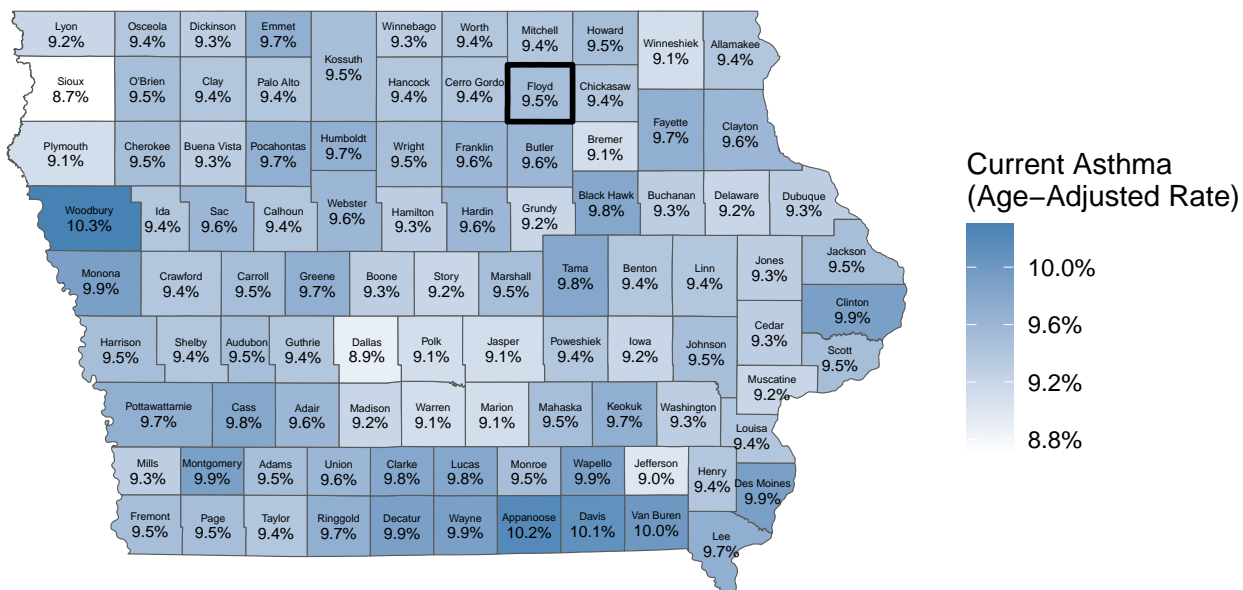 Lyon
9.2%
Osceola
9.4%
Dickinson
9.3%
Emmet
9.7%
Kossuth
9.5%
Winnebago
9.3%
Worth
9.4%
Mitchell
9.4%
Howard
9.5%
Winneshiek
9.1%
Allamakee
9.4%
Sioux
8.7%
O'Brien
9.5%
Clay
9.4%
Palo Alto
9.4%
Hancock
9.4%
Cerro Gordo
9.4%
Floyd
9.5%
Chickasaw
9.4%
Fayette
9.7%
Clayton
9.6%
Plymouth
9.1%
Cherokee
9.5%
Buena Vista
9.3%
Pocahontas
9.7%
Humboldt
9.7%
Wright
9.5%
Franklin
9.6%
Butler
9.6%
Bremer
9.1%
Woodbury
10.3%
Ida
9.4%
Sac
9.6%
Calhoun
9.4%
Webster
9.6%
Hamilton
9.3%
Hardin
9.6%
Grundy
9.2%
Black Hawk
9.8%
Buchanan
9.3%
Delaware
9.2%
Dubuque
9.3%
Monona
9.9%
Crawford
9.4%
Carroll
9.5%
Greene
9.7%
Boone
9.3%
Story
9.2%
Marshall
9.5%
Tama
9.8%
Benton
9.4%
Linn
9.4%
Jones
9.3%
Jackson
9.5%
Clinton
9.9%
Harrison
9.5%
Shelby
9.4%
Audubon
9.5%
Guthrie
9.4%
Dallas
8.9%
Polk
9.1%
Jasper
9.1%
Poweshiek
9.4%
Iowa
9.2%
Johnson
9.5%
Cedar
9.3%
Scott
9.5%
Muscatine
9.2%
Pottawattamie
9.7%
Cass
9.8%
Adair
9.6%
Madison
9.2%
Warren
9.1%
Marion
9.1%
Mahaska
9.5%
Keokuk
9.7%
Washington
9.3%
Louisa
9.4%
Mills
9.3%
Montgomery
9.9%
Adams
9.5%
Union
9.6%
Clarke
9.8%
Lucas
9.8%
Monroe
9.5%
Wapello
9.9%
Jefferson
9.0%
Henry
9.4%
Des Moines
9.9%
Fremont
9.5%
Page
9.5%
Taylor
9.4%
Ringgold
9.7%
Decatur
9.9%
Wayne
9.9%
Appanoose
10.2%
Davis
10.1%
Van Buren
10.0%
Lee
9.7%
Current Asthma
(Age−Adjusted Rate)
10.0%
9.6%
9.2%
8.8%